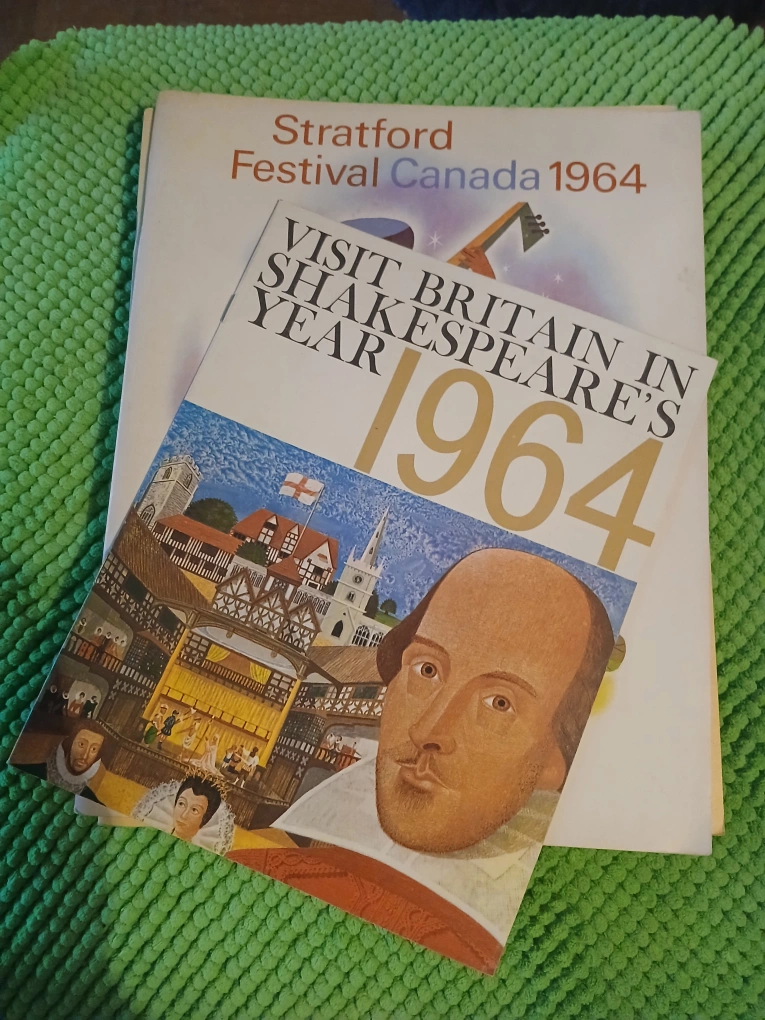 Stratford
Festival Canada 1964
VISIT BRITAIN IN
SHAKESPEARE'S
YEAR 1964